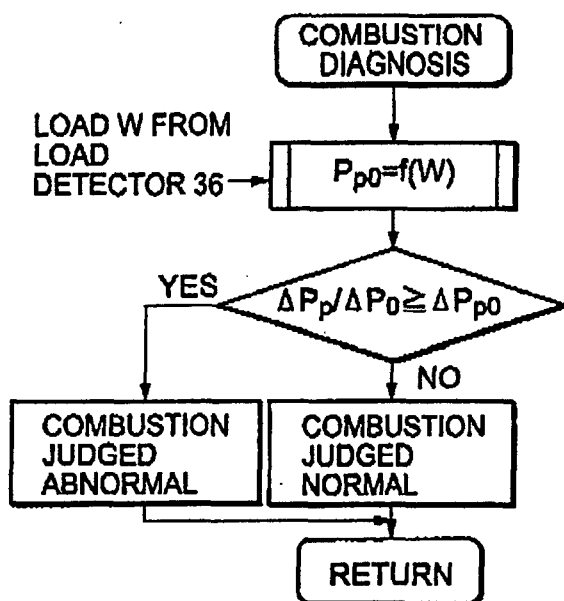 COMBUSTION
DIAGNOSIS
LOAD W FROM
LOAD
DETECTOR 36
Pp0=f(W)
YES
ΔPp/ΔP0≧ΔPp0
NO
COMBUSTION
JUDGED
ABNORMAL
COMBUSTION
JUDGED
NORMAL
RETURN